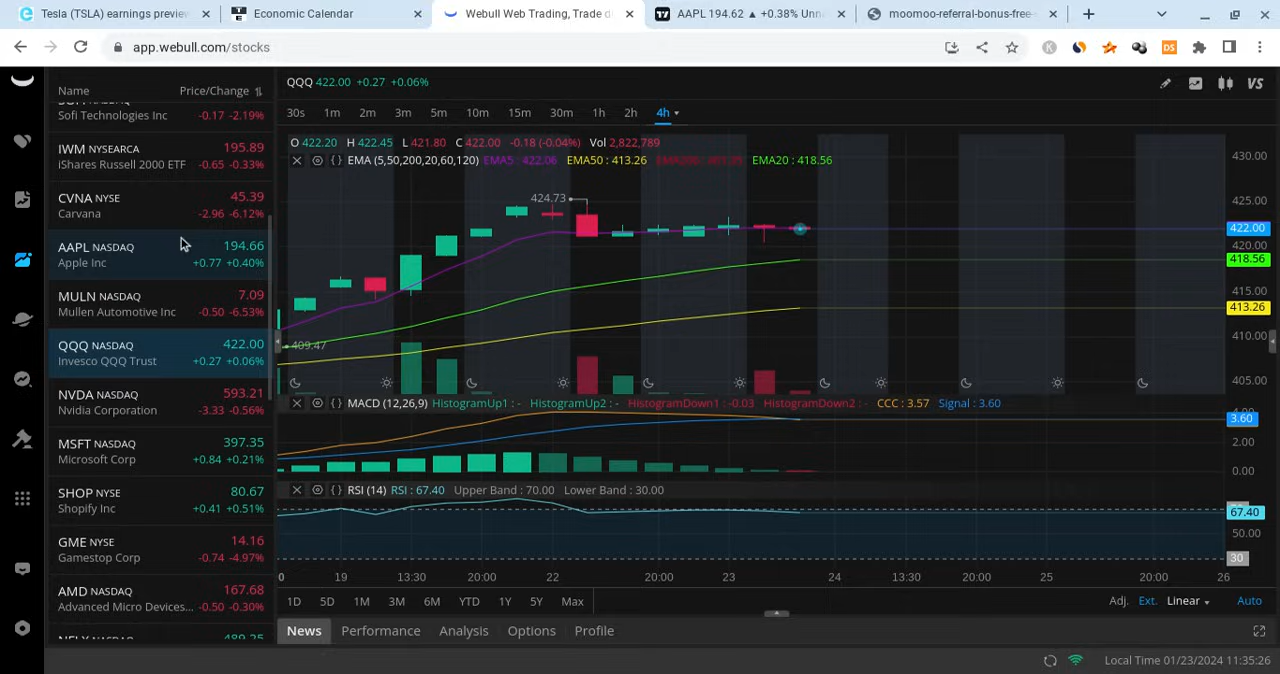 Tesla (TSLA) earnings preview
Economic Calendar
Webull Web Trading, Trade d
AAPL 194.62 ▲ +0.38% Unn
moomoo-referral-bonus-free-s
app.webull.com/stocks
Name Price/Change
Sofi Technologies Inc -0.17 -2.19%
IWM NYSEARCA 195.89
iShares Russell 2000 ETF -0.65 -0.33%
CVNA NYSE 45.39
Carvana -2.96 -6.12%
AAPL NASDAQ 194.66
Apple Inc +0.77 +0.40%
MULN NASDAQ 7.09
Mullen Automotive Inc -0.50 -6.53%
QQQ NASDAQ 422.00
Invesco QQQ Trust +0.27 +0.06%
NVDA NASDAQ 593.21
Nvidia Corporation -3.33 -0.56%
MSFT NASDAQ 397.35
Microsoft Corp +0.84 +0.21%
SHOP NYSE 80.67
Shopify Inc +0.41 +0.51%
GME NYSE 14.16
Gamestop Corp -0.74 -4.97%
AMD NASDAQ 167.68
Advanced Micro Devices... -0.50 -0.30%
QQQ 422.00 +0.27 +0.06%
VS
30s 1m 2m 3m 5m 10m 15m 30m 1h 2h 4h
O 422.20 H 422.45 L 421.80 C 422.00 -0.18 (-0.04%) Vol 2,822,789
EMA (5,50,200,20,60,120) EMA5 : 422.06 EMA50 : 413.26 EMA20 : 418.56
424.73
409.47
430.00
425.00
422.00
420.00
418.56
415.00
413.26
410.00
405.00
MACD (12,26,9) HistogramUp1 : - HistogramUp2 : - HistogramDown1 : -0.03 HistogramDown2 : - CCC : 3.57 Signal : 3.60
3.60
2.00
0.00
RSI (14) RSI : 67.40 Upper Band : 70.00 Lower Band : 30.00
67.40
50.00
30
0 19 13:30 20:00 22 20:00 23 24 13:30 20:00 25 20:00 26
1D 5D 1M 3M 6M YTD 1Y 5Y Max
Adj. Ext. Linear Auto
News Performance Analysis Options Profile
Local Time 01/23/2024 11:35:26